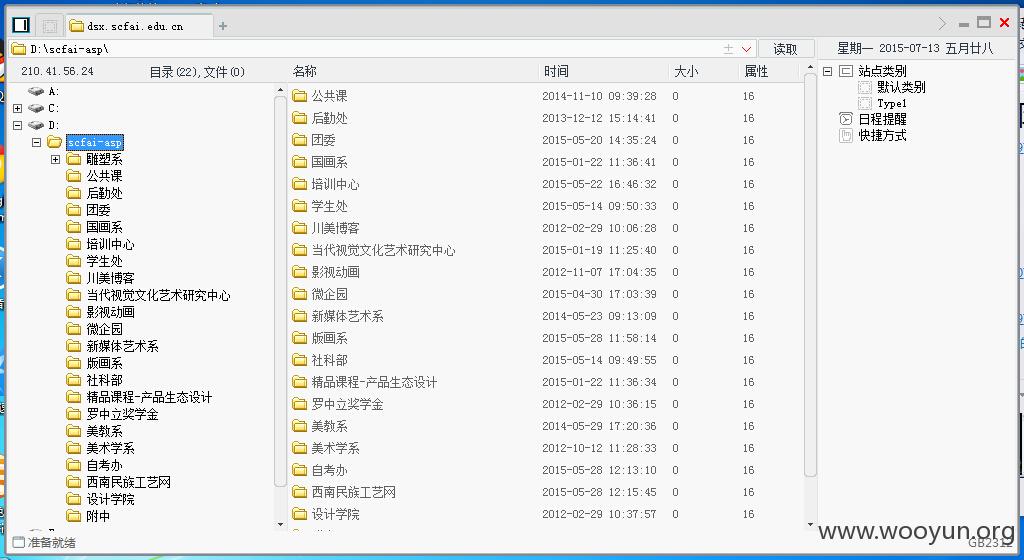 dsx.scfai.edu.cn
D:\scfai-asp\ 读取 星期一 2015-07-13 五月廿八
210.41.56.24 目录(22),文件(0) 名称 时间 大小 属性
A:
C:
D:
scfai-asp
雕塑系
公共课
后勤处
团委
国画系
培训中心
学生处
川美博客
当代视觉文化艺术研究中心
影视动画
微企园
新媒体艺术系
版画系
社科部
精品课程-产品生态设计
罗中立奖学金
美教系
美术学系
自考办
西南民族工艺网
设计学院
附中
公共课 2014-11-10 09:39:28 0 16
后勤处 2013-12-12 15:14:41 0 16
团委 2015-05-20 14:35:24 0 16
国画系 2015-01-22 11:36:41 0 16
培训中心 2015-05-22 16:46:32 0 16
学生处 2015-05-14 09:50:33 0 16
川美博客 2012-02-29 10:06:28 0 16
当代视觉文化艺术研究中心 2015-01-19 11:25:40 0 16
影视动画 2012-11-07 17:04:35 0 16
微企园 2015-04-30 17:03:39 0 16
新媒体艺术系 2014-05-23 09:13:09 0 16
版画系 2015-05-28 11:58:14 0 16
社科部 2015-05-14 09:49:55 0 16
精品课程-产品生态设计 2015-01-22 11:36:34 0 16
罗中立奖学金 2012-02-29 10:36:15 0 16
美教系 2014-05-29 17:20:36 0 16
美术学系 2012-10-12 11:28:33 0 16
自考办 2015-05-28 12:13:10 0 16
西南民族工艺网 2015-05-28 12:15:45 0 16
设计学院 2012-02-29 10:37:57 0 16
站点类别
默认类别
Type1
日程提醒
快捷方式
www.wooyun.org
准备就绪 GB2312